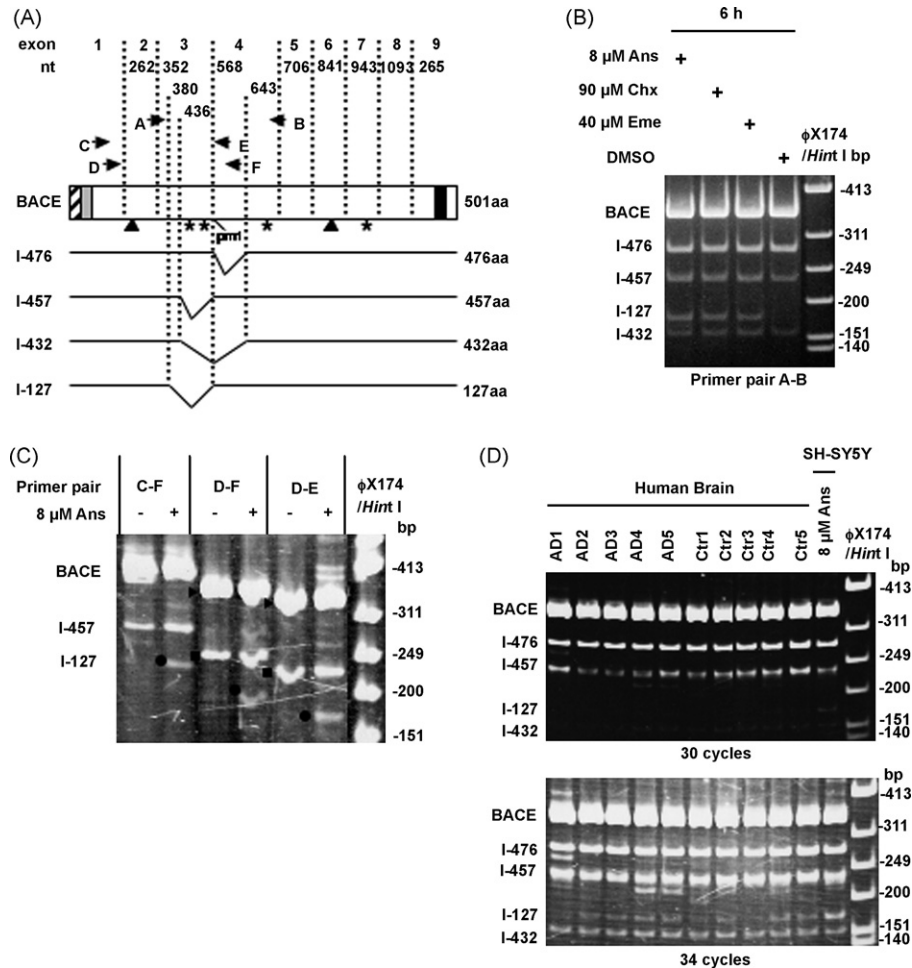 (A)
exon 1 2 3 4 5 6 7 8 9
nt 262 352 568 706 841 943 1093 265
380 643
436
A B
C E
D F
BACE 501aa
* * * *
I-476 476aa
I-457 457aa
I-432 432aa
I-127 127aa
(B)
6 h
8 µM Ans +
90 µM Chx +
40 µM Eme +
DMSO +
ϕX174
/Hint I bp
BACE
I-476
I-457
I-127
I-432
-413
-311
-249
-200
-151
-140
Primer pair A-B
(C)
Primer pair C-F D-F D-E
8 µM Ans - + - + - +
ϕX174
/Hint I
bp
BACE
I-457
I-127
-413
-311
-249
-200
-151
(D)
SH-SY5Y
Human Brain
AD1 AD2 AD3 AD4 AD5 Ctr1 Ctr2 Ctr3 Ctr4 Ctr5 8 µM Ans
ϕX174
/Hint I
bp
BACE
I-476
I-457
I-127
I-432
-413
-311
-249
-200
-151
-140
30 cycles
bp
BACE
I-476
I-457
I-127
I-432
-413
-311
-249
-200
-151
-140
34 cycles